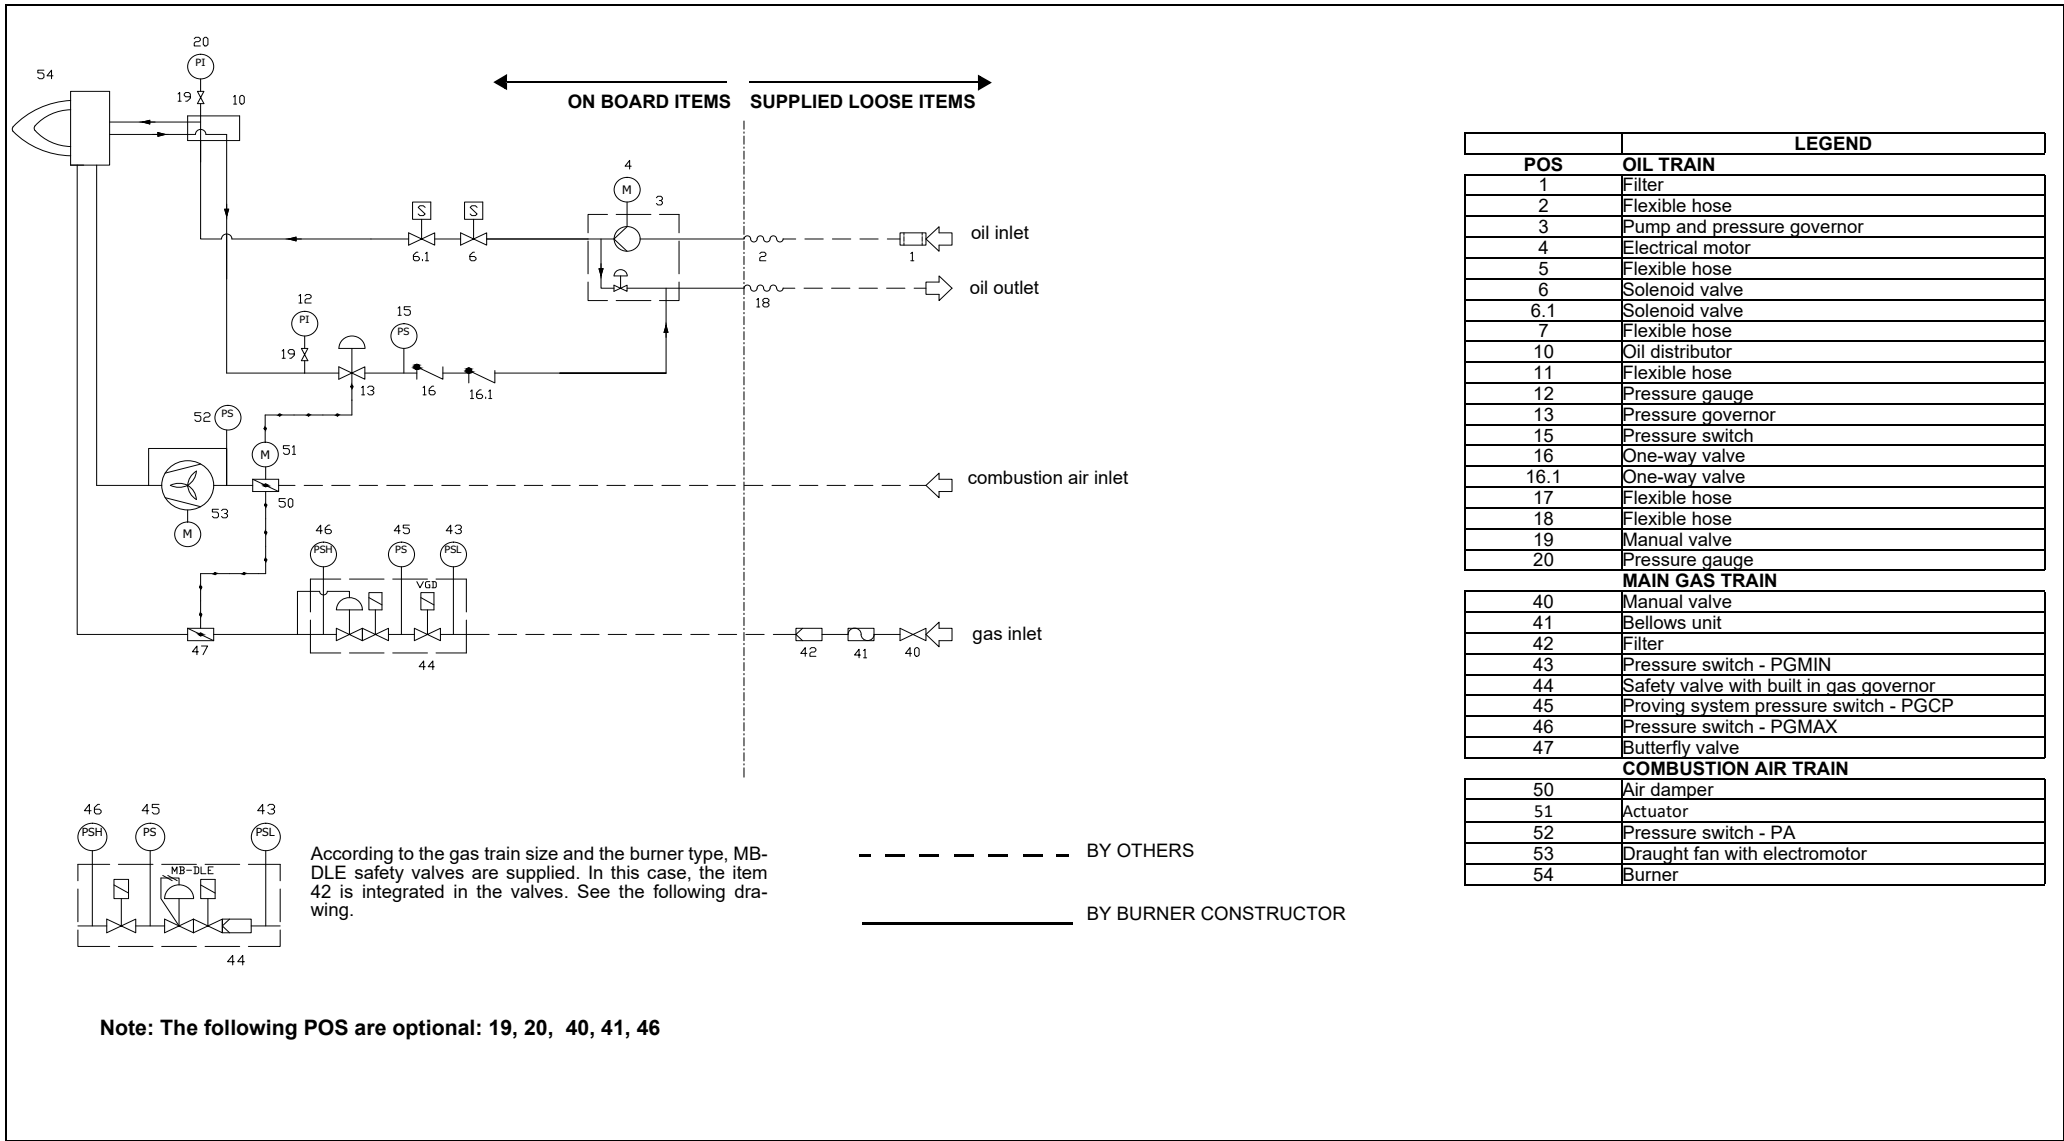 20
PI
54
19
10
ON BOARD ITEMS SUPPLIED LOOSE ITEMS
4
M
3
S S
6.1 6 2 1
oil inlet
18
oil outlet
12
PI
15
PS
19
13 16 16.1
52 PS
51
M
50
53
M
combustion air inlet
46 45 43
PSH PS PSL
VGD
47
44
42 41 40
gas inlet
46 45 43
PSH PS PSL
MB-DLE
44
According to the gas train size and the burner type, MB-
DLE safety valves are supplied. In this case, the item
42 is integrated in the valves. See the following dra-
wing.
BY OTHERS
BY BURNER CONSTRUCTOR
Note: The following POS are optional: 19, 20, 40, 41, 46
LEGEND
POS OIL TRAIN
1 Filter
2 Flexible hose
3 Pump and pressure governor
4 Electrical motor
5 Flexible hose
6 Solenoid valve
6.1 Solenoid valve
7 Flexible hose
10 Oil distributor
11 Flexible hose
12 Pressure gauge
13 Pressure governor
15 Pressure switch
16 One-way valve
16.1 One-way valve
17 Flexible hose
18 Flexible hose
19 Manual valve
20 Pressure gauge
MAIN GAS TRAIN
40 Manual valve
41 Bellows unit
42 Filter
43 Pressure switch - PGMIN
44 Safety valve with built in gas governor
45 Proving system pressure switch - PGCP
46 Pressure switch - PGMAX
47 Butterfly valve
COMBUSTION AIR TRAIN
50 Air damper
51 Actuator
52 Pressure switch - PA
53 Draught fan with electromotor
54 Burner